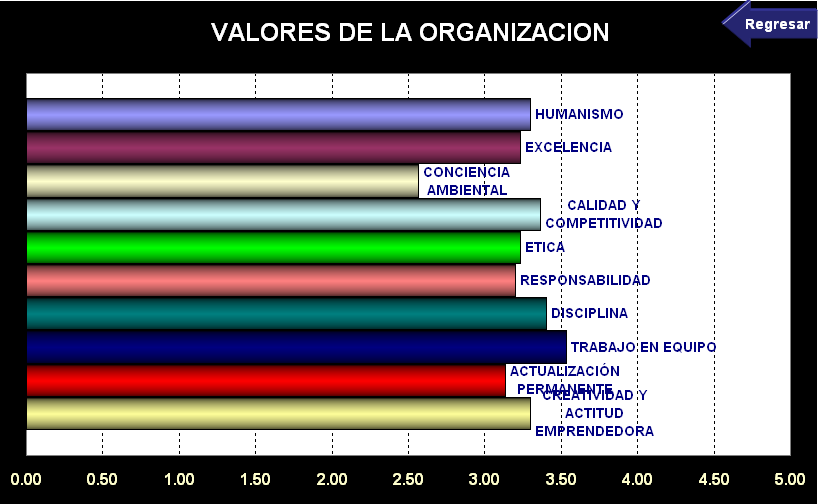 VALORES DE LA ORGANIZACION
Regresar
HUMANISMO
EXCELENCIA
CONCIENCIA
AMBIENTAL
CALIDAD Y
COMPETITIVIDAD
ETICA
RESPONSABILIDAD
DISCIPLINA
TRABAJO EN EQUIPO
ACTUALIZACIÓN
PERMANENTE
CREATIVIDAD Y
ACTITUD
EMPRENDEDORA
0.00 0.50 1.00 1.50 2.00 2.50 3.00 3.50 4.00 4.50 5.00